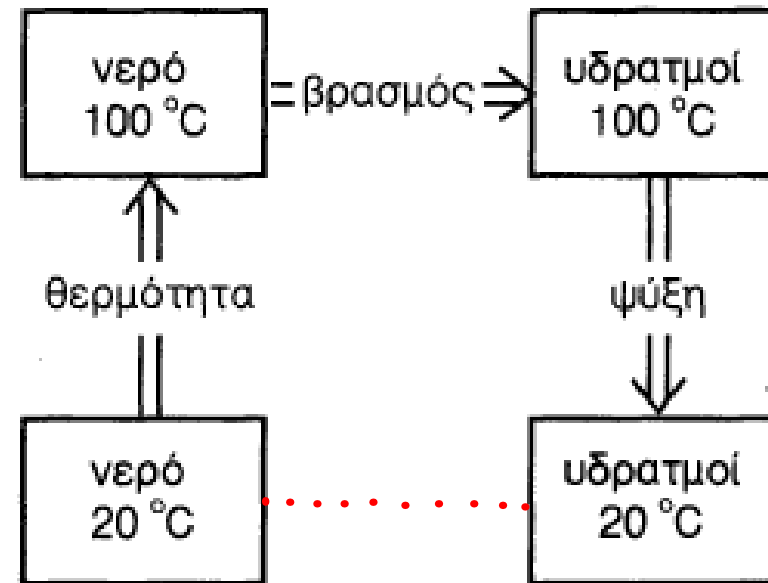 νερό
100 °C
βρασμός
υδρατμοί
100 °C
θερμότητα
ψύξη
νερό
20 °C
υδρατμοί
20 °C